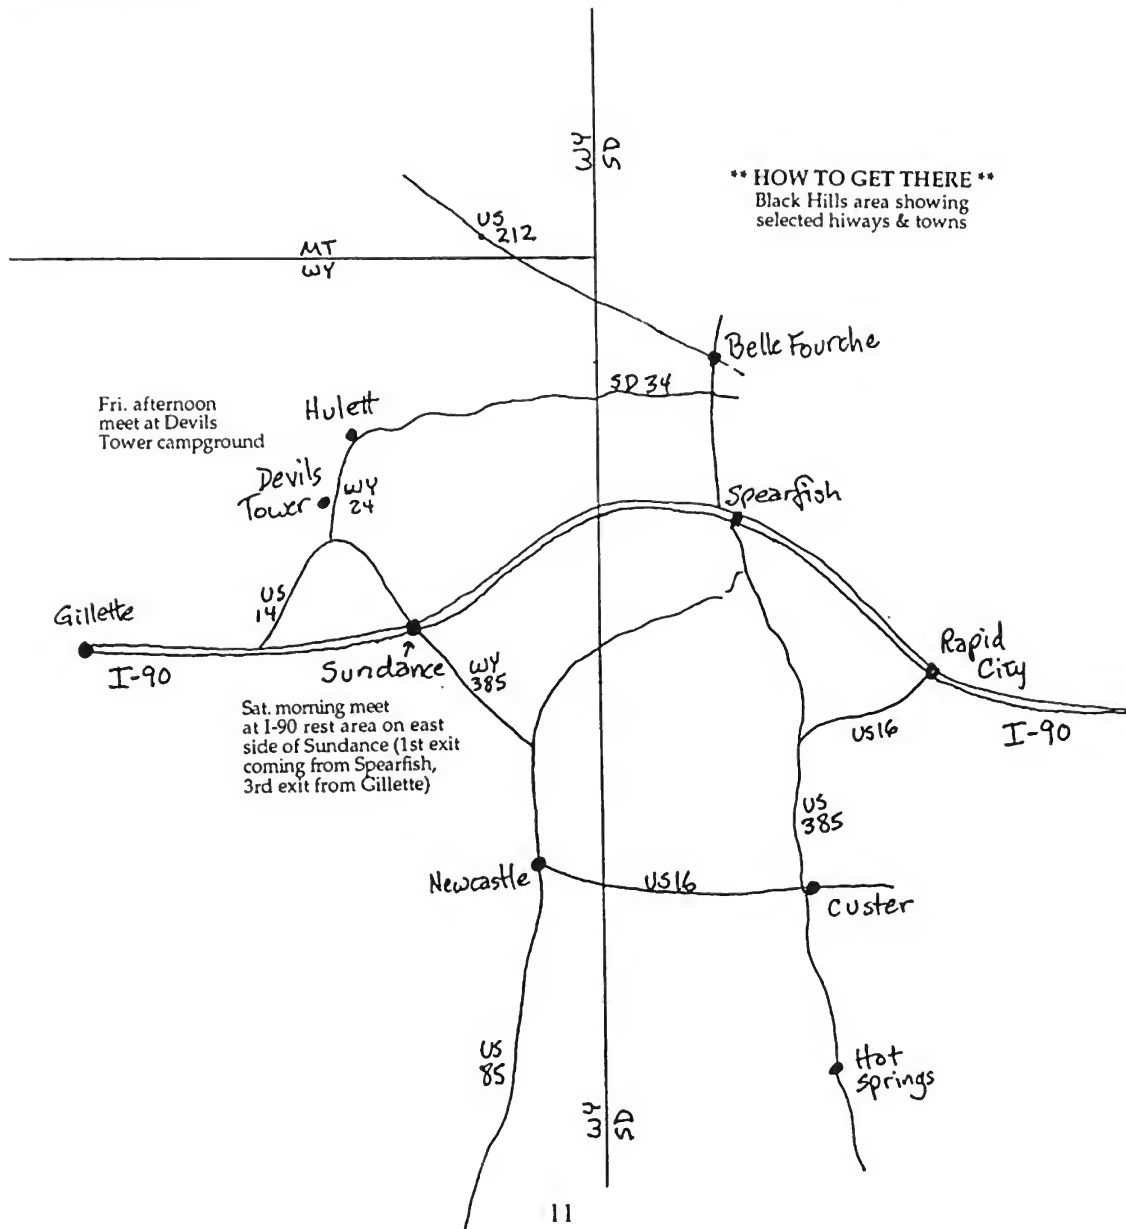 WY
SD
** HOW TO GET THERE **
Black Hills area showing
selected hiways & towns
US
212
MT
WY
Belle Fourche
SD 34
Fri. afternoon
meet at Devils
Tower campground
Hulett
Devils
Tower
WY
24
Spearfish
US
14
Gillette
I-90
Sundance
WY
385
Rapid
City
US16
I-90
Sat. morning meet
at I-90 rest area on east
side of Sundance (1st exit
coming from Spearfish,
3rd exit from Gillette)
US
385
Newcastle
US16
Custer
US
85
Hot
Springs
WY
SD
11